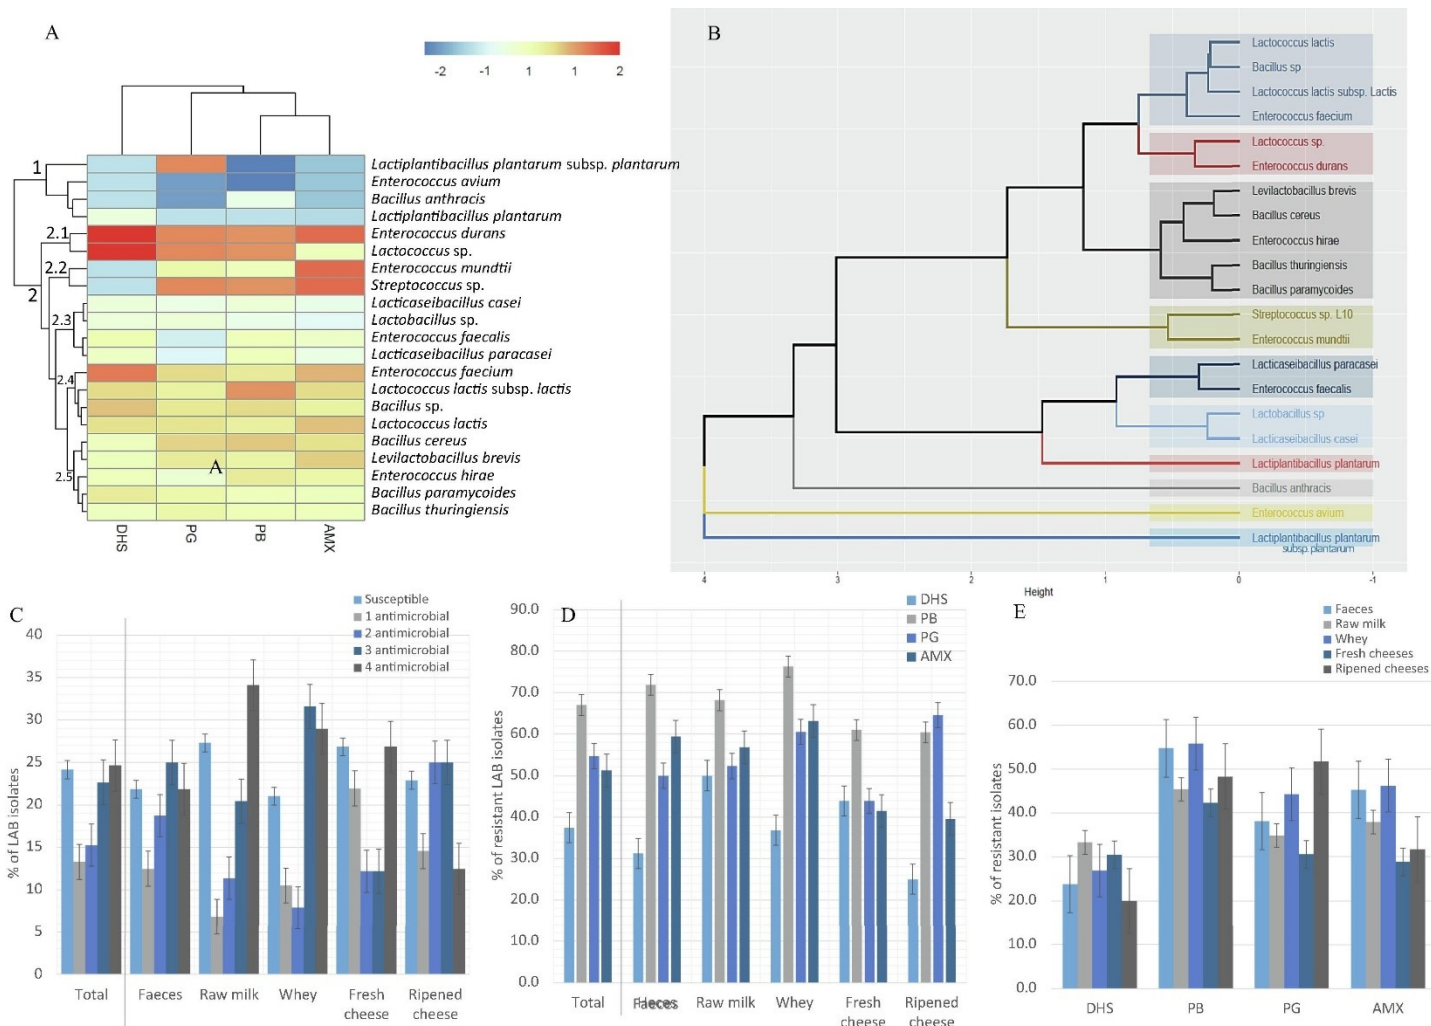 A
-2 -1 1 2
1
2.1
2.2
2
2.3
2.4
2.5
Lactiplantibacillus plantarum subsp. plantarum
Enterococcus avium
Bacillus anthracis
Lactiplantibacillus plantarum
Enterococcus durans
Lactococcus sp.
Enterococcus mundtii
Streptococcus sp.
Lacticaseibacillus casei
Lactobacillus sp.
Enterococcus faecalis
Lacticaseibacillus paracasei
Enterococcus faecium
Lactococcus lactis subsp. lactis
Bacillus sp.
Lactococcus lactis
Bacillus cereus
Levilactobacillus brevis
A
Enterococcus hirae
Bacillus paramycoides
Bacillus thuringiensis
DHS PG PB AMX
B
Lactococcus lactis
Bacillus sp
Lactococcus lactis subsp. Lactis
Enterococcus faecium
Lactococcus sp.
Enterococcus durans
Levilactobacillus brevis
Bacillus cereus
Enterococcus hirae
Bacillus thuringiensis
Bacillus paramycoides
Streptococcus sp. L10
Enterococcus mundtii
Lacticaseibacillus paracasei
Enterococcus faecalis
Lactobacillus sp
Lacticaseibacillus casei
Lactiplantibacillus plantarum
Bacillus anthracis
Enterococcus avium
Lactiplantibacillus plantarum
subsp.plantarum
4 3 2 1 0 -1
Height
C
Susceptible
1 antimicrobial
2 antimicrobial
3 antimicrobial
4 antimicrobial
% of LAB isolates
40
35
30
25
20
15
10
5
0
Total Faeces Raw milk Whey Fresh cheese Ripened cheese
D
DHS
PB
PG
AMX
% of resistant LAB isolates
90.0
80.0
70.0
60.0
50.0
40.0
30.0
20.0
10.0
0.0
Total Faeces Raw milk Whey Fresh cheese Ripened cheese
E
Faeces
Raw milk
Whey
Fresh cheeses
Ripened cheeses
% of resistant isolates
70.0
60.0
50.0
40.0
30.0
20.0
10.0
0.0
DHS PB PG AMX